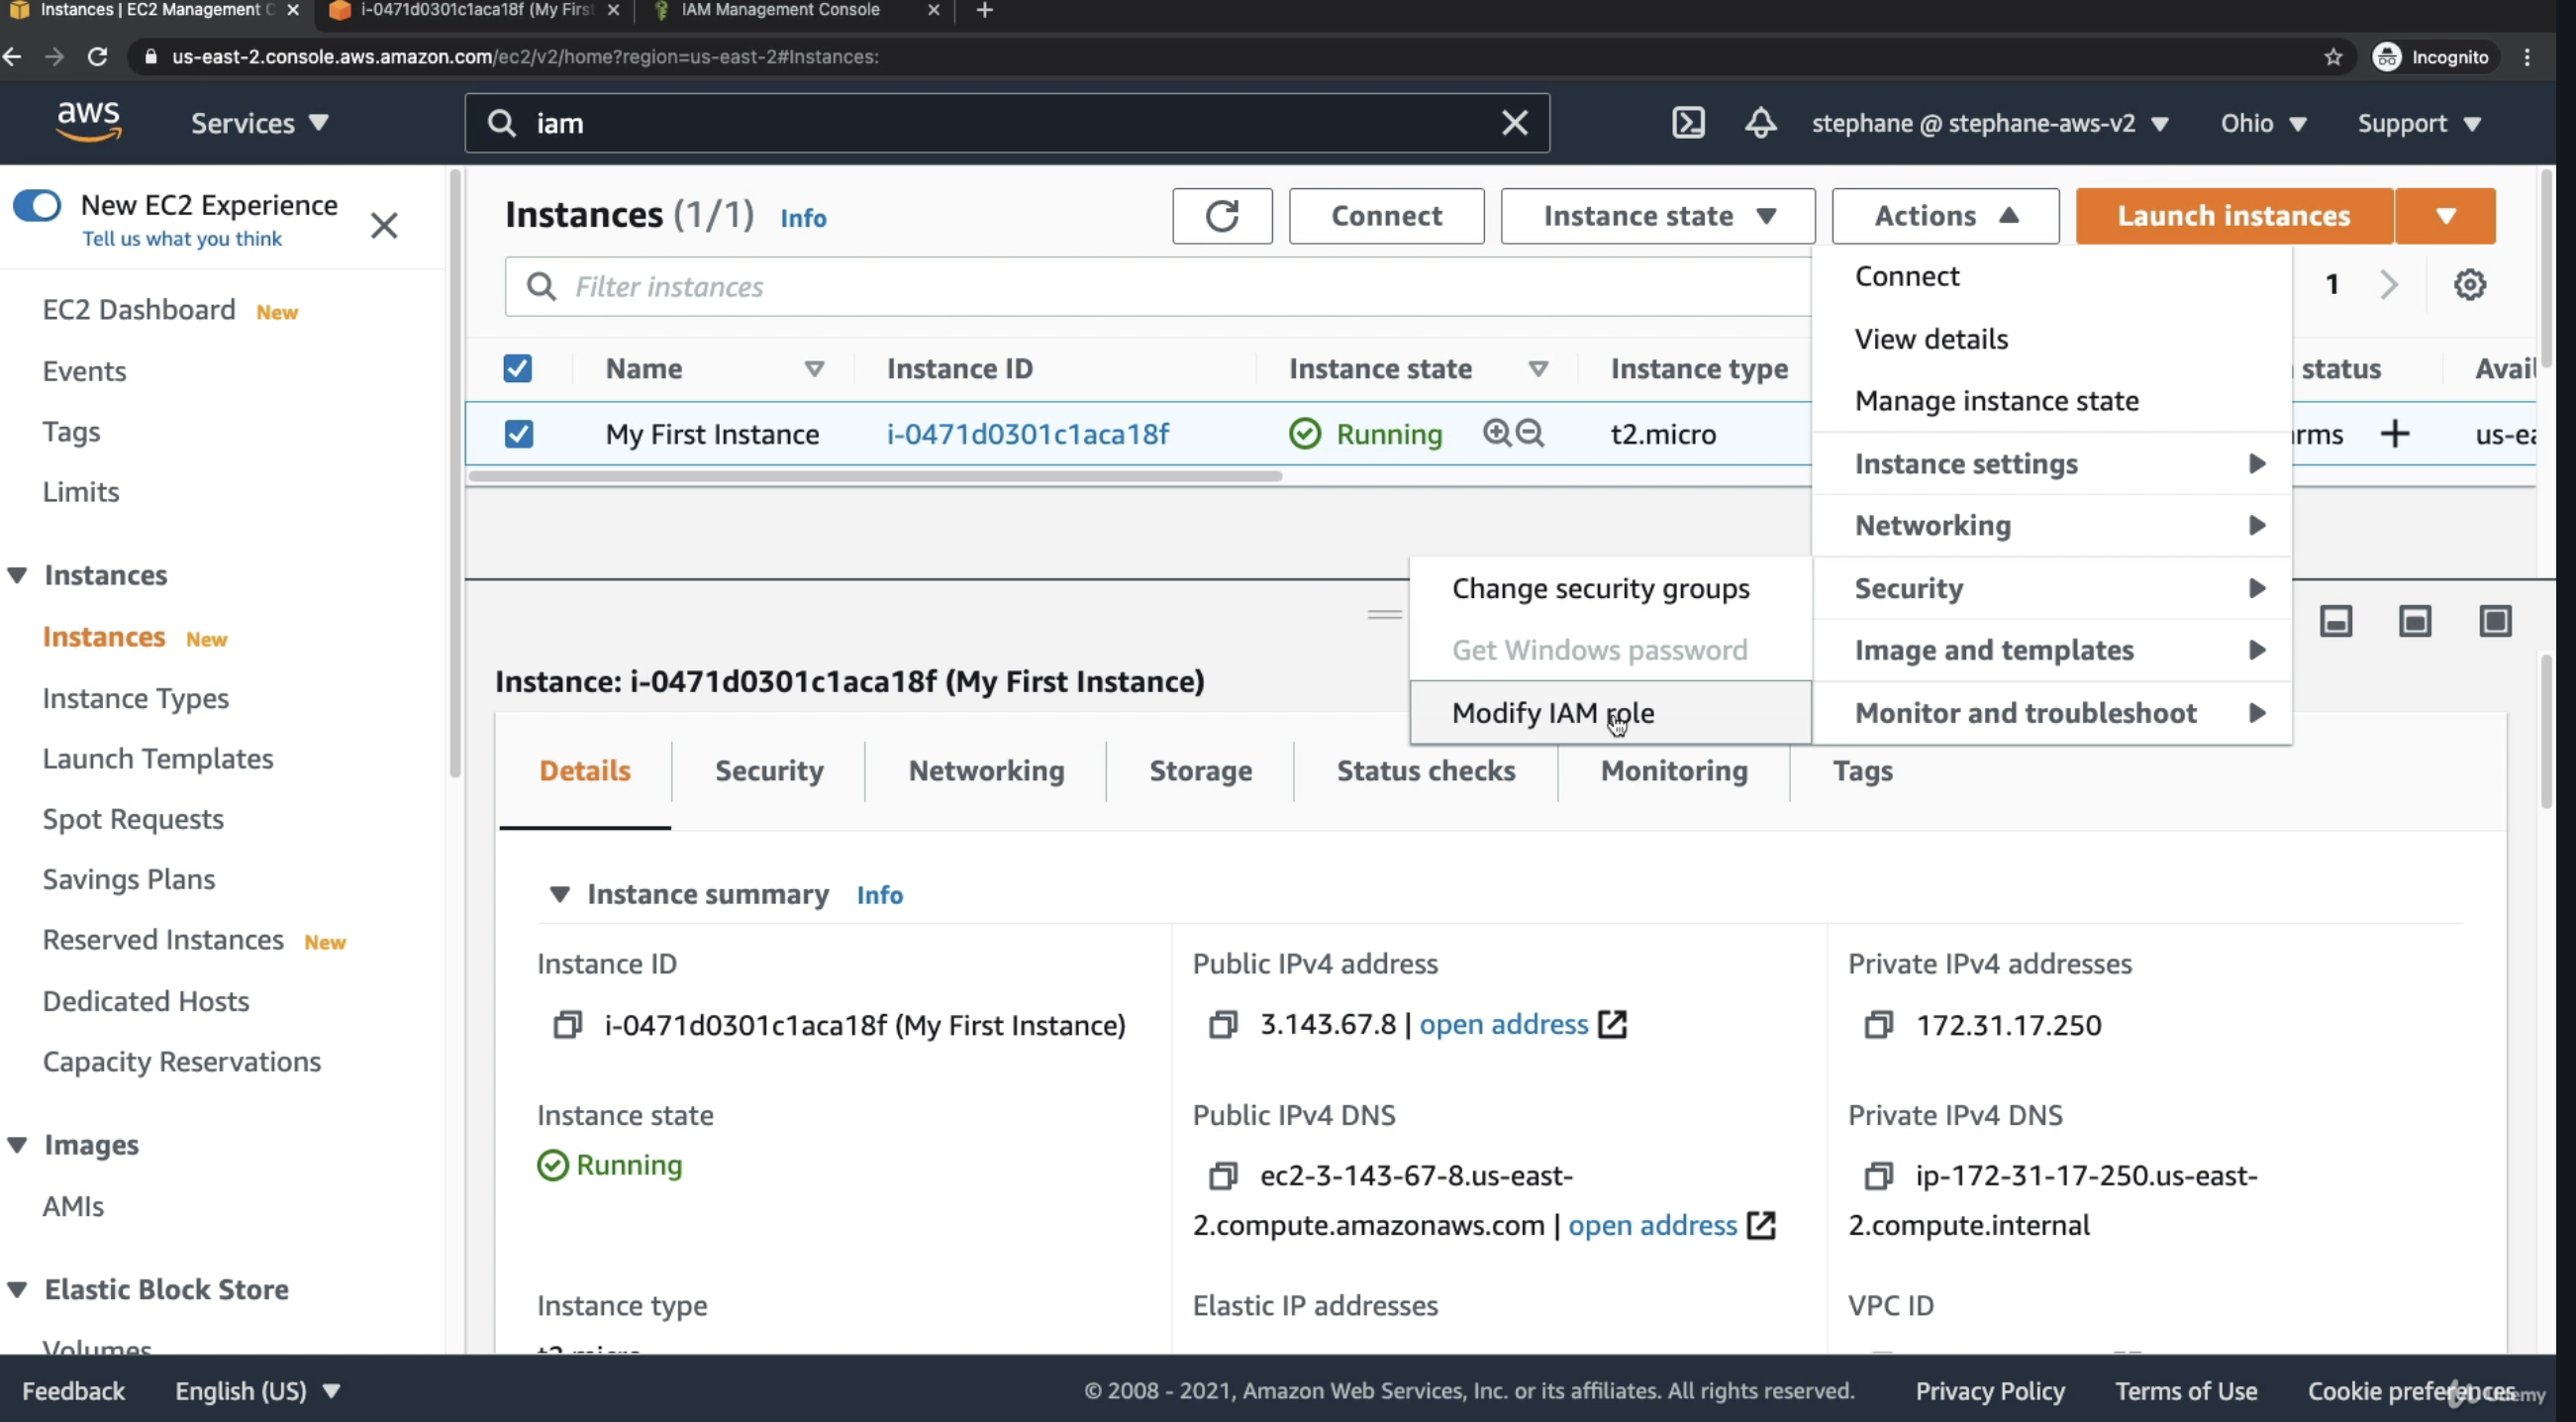 Instances | EC2 Management C
i-0471d0301c1aca18f (My First
IAM Management Console
us-east-2.console.aws.amazon.com/ec2/v2/home?region=us-east-2#Instances:
Incognito
aws
Services
iam
stephane @ stephane-aws-v2
Ohio
Support
New EC2 Experience
Tell us what you think
EC2 Dashboard New
Events
Tags
Limits
Instances
Instances New
Instance Types
Launch Templates
Spot Requests
Savings Plans
Reserved Instances New
Dedicated Hosts
Capacity Reservations
Images
AMIs
Elastic Block Store
Volumes
Instances (1/1) Info
Connect
Instance state
Actions
Launch instances
Filter instances
1
Name
Instance ID
Instance state
Instance type
status
Avail
My First Instance
i-0471d0301c1aca18f
Running
t2.micro
rms +
us-ea
Connect
View details
Manage instance state
Instance settings
Networking
Security
Image and templates
Monitor and troubleshoot
Change security groups
Get Windows password
Modify IAM role
Instance: i-0471d0301c1aca18f (My First Instance)
Details
Security
Networking
Storage
Status checks
Monitoring
Tags
Instance summary Info
Instance ID
i-0471d0301c1aca18f (My First Instance)
Public IPv4 address
3.143.67.8 | open address
Private IPv4 addresses
172.31.17.250
Instance state
Running
Public IPv4 DNS
ec2-3-143-67-8.us-east-
2.compute.amazonaws.com | open address
Private IPv4 DNS
ip-172-31-17-250.us-east-
2.compute.internal
Instance type
t2.micro
Elastic IP addresses
VPC ID
Feedback
English (US)
© 2008 - 2021, Amazon Web Services, Inc. or its affiliates. All rights reserved.
Privacy Policy
Terms of Use
Cookie preferences
Udemy